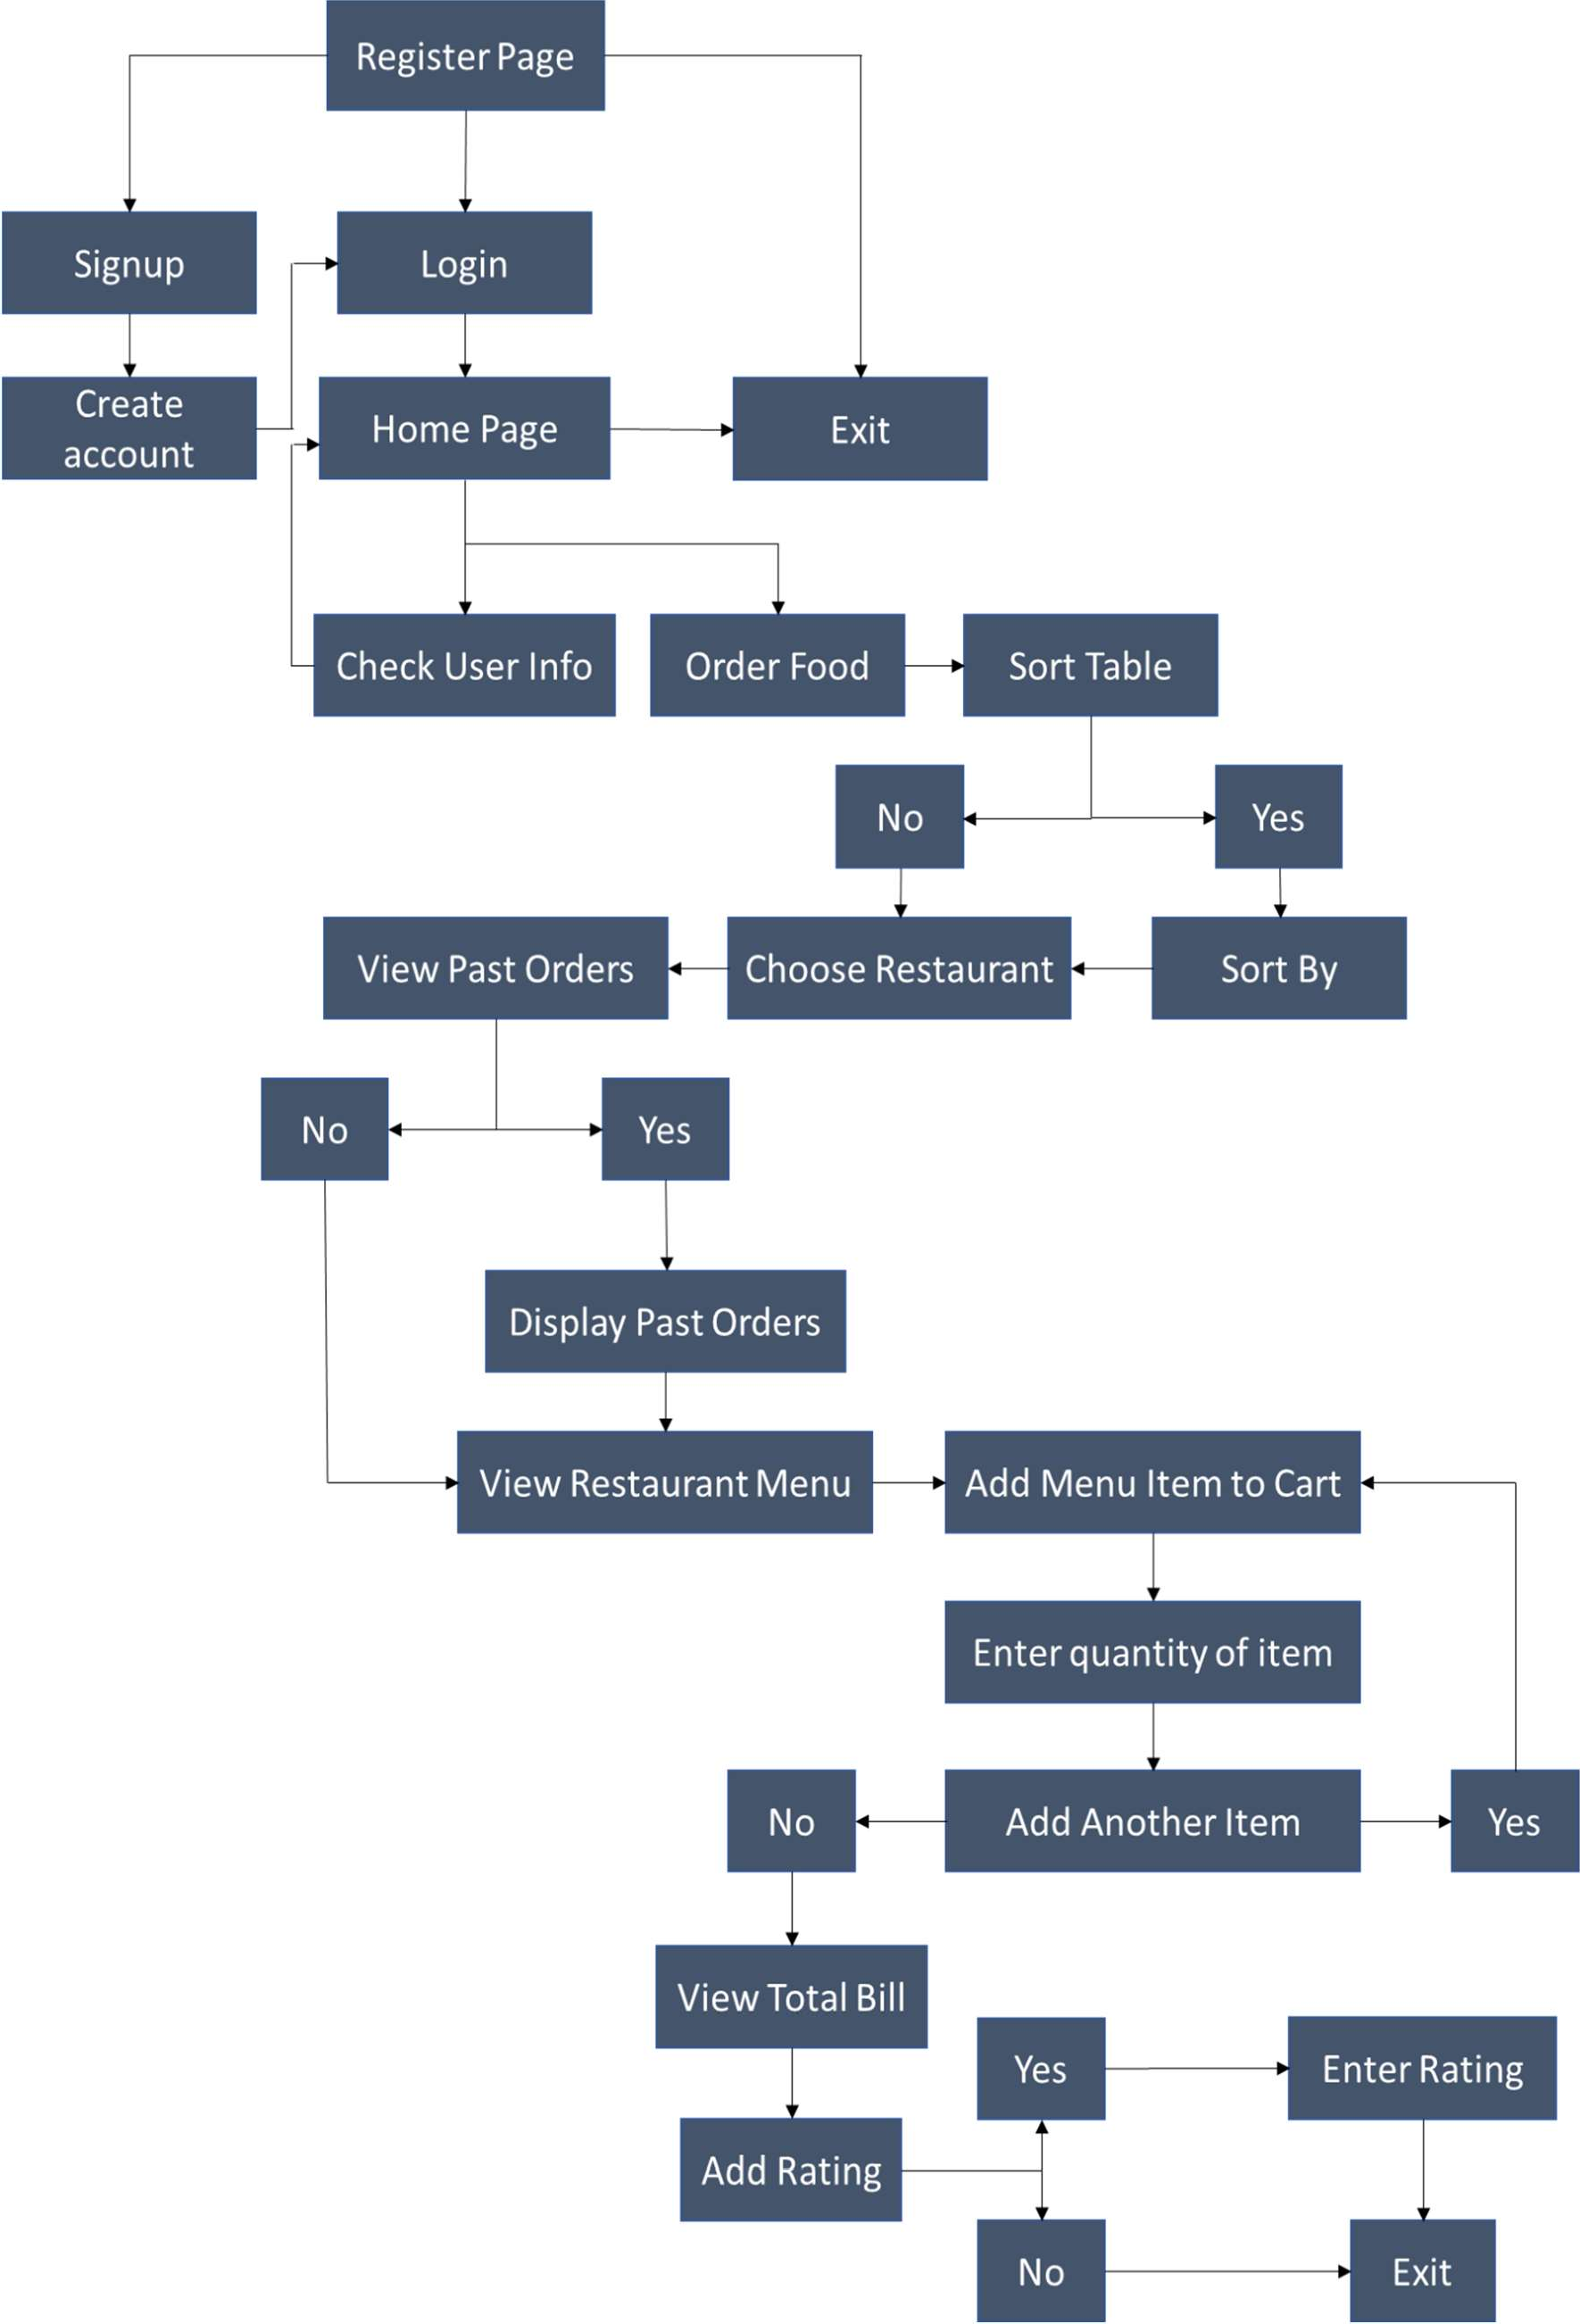 Register Page
Signup
Login
Create
account
Home Page
Exit
Check User Info
Order Food
Sort Table
No
Yes
View Past Orders
Choose Restaurant
Sort By
No
Yes
Display Past Orders
View Restaurant Menu
Add Menu Item to Cart
Enter quantity of item
No
Add Another Item
Yes
View Total Bill
Yes
Enter Rating
Add Rating
No
Exit